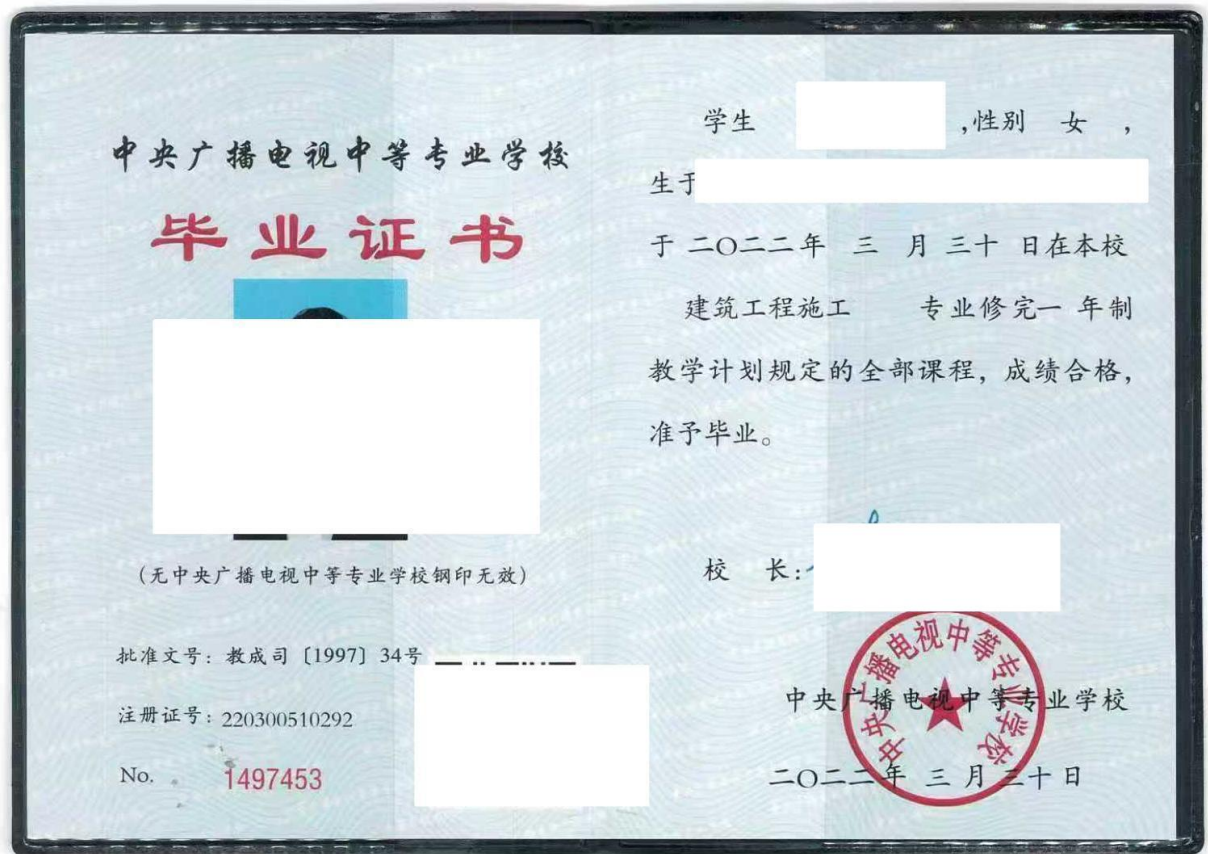 中央广播电视中等专业学校
毕业证书
(无中央广播电视中等专业学校钢印无效)
批准文号：教成司〔1997〕34号
注册证号：220300510292
No. 1497453
学生 ,性别 女 ,
生于
于 二〇二二年 三 月 三十 日在本校
建筑工程施工 专业修完一 年制
教学计划规定的全部课程，成绩合格，
准予毕业。
校 长：
中央广播电视中等专业学校
中央广播电视中等专业学校
二〇二二年 三 月 三十 日